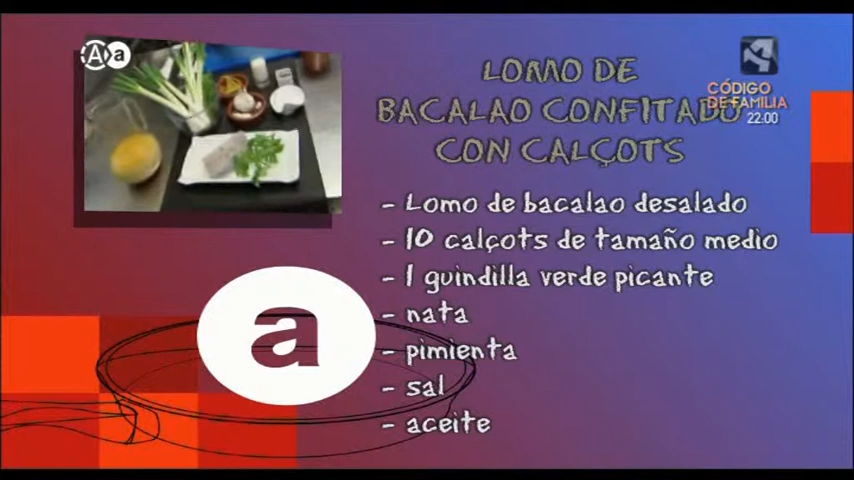 Aa
LOMO DE
BACALAO CONFITADO
CON CALÇOTS
CÓDIGO
DE FAMILIA
22:00
- Lomo de bacalao desalado
- 10 calçots de tamaño medio
- 1 guindilla verde picante
- nata
- pimienta
- sal
- aceite
a